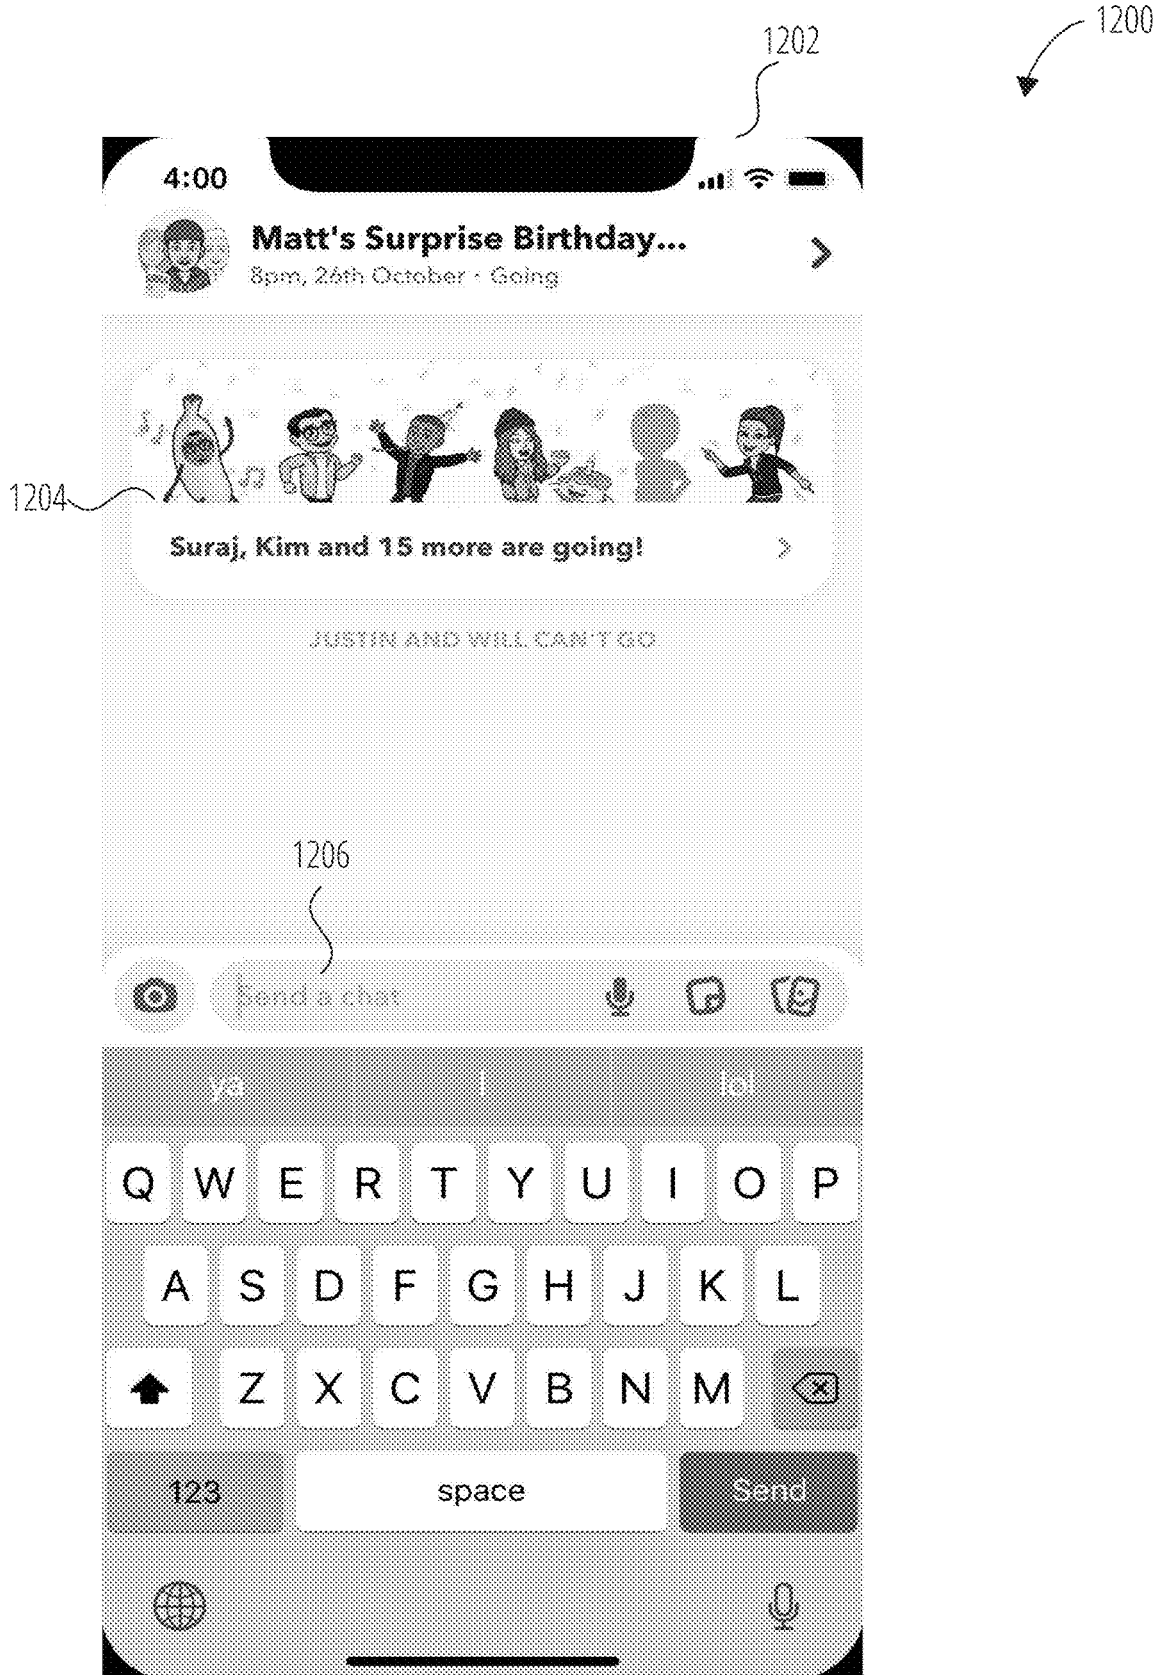 1200
1202
4:00
Matt's Surprise Birthday...
8pm, 26th October · Going
1204
Suraj, Kim and 15 more are going!
JUSTIN AND WILL CAN'T GO
1206
Send a chat
ya I lol
Q W E R T Y U I O P
A S D F G H J K L
Z X C V B N M
123 space Send